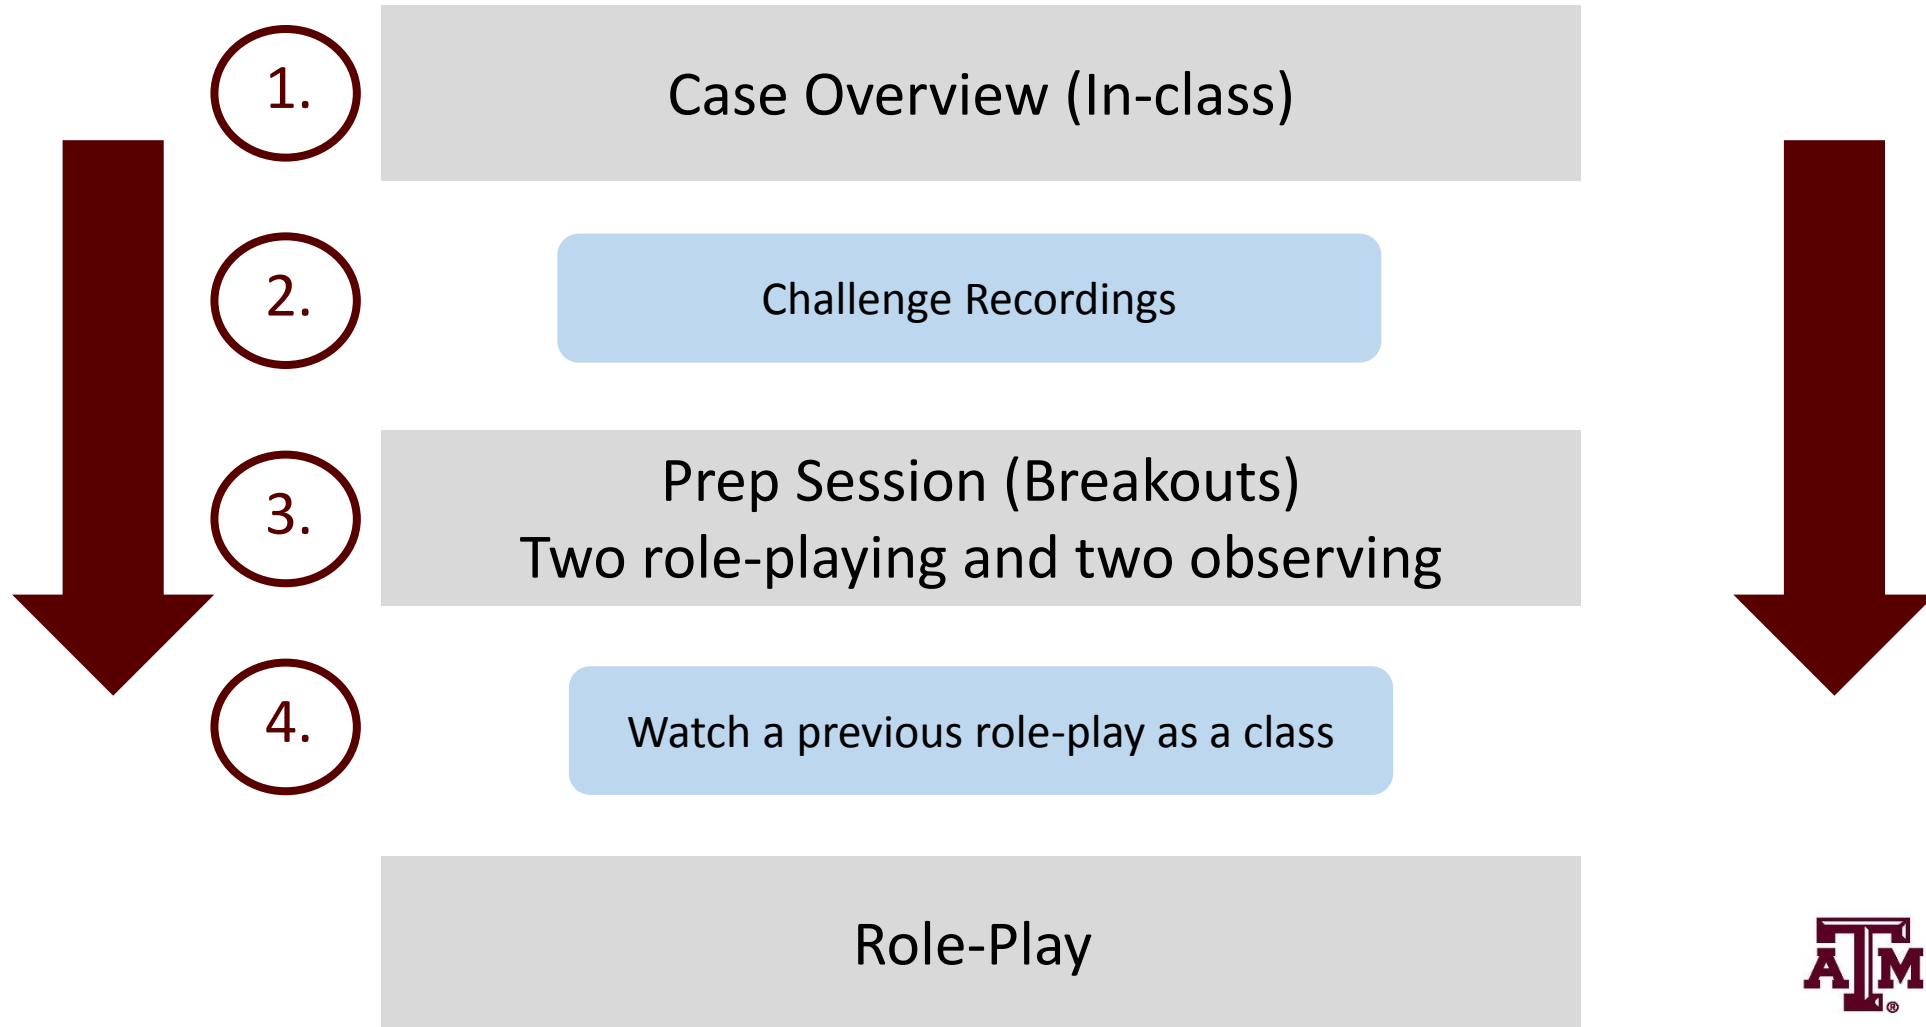 1.
Case Overview (In-class)
2.
Challenge Recordings
3.
Prep Session (Breakouts)
Two role-playing and two observing
4.
Watch a previous role-play as a class
Role-Play
ATM
®